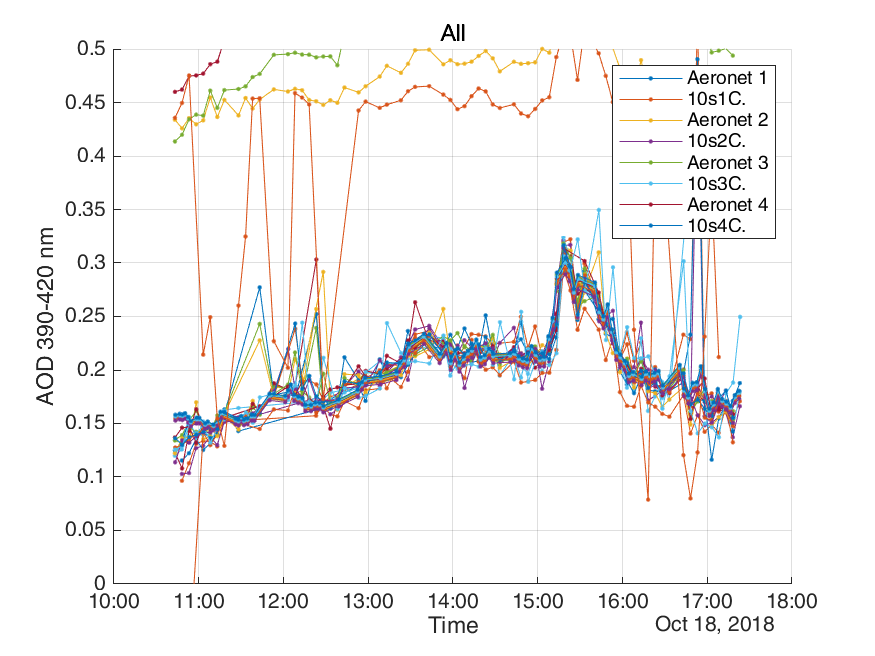 All
0.5
0.45
0.4
0.35
0.3
0.25
0.2
0.15
0.1
0.05
0
AOD 390-420 nm
Aeronet 1
10s1C.
Aeronet 2
10s2C.
Aeronet 3
10s3C.
Aeronet 4
10s4C.
10:00 11:00 12:00 13:00 14:00 15:00 16:00 17:00 18:00
Time
Oct 18, 2018